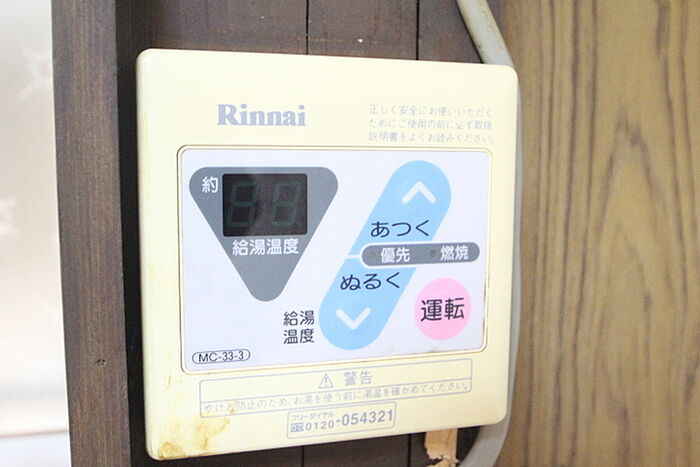 Rinnai
正しく安全にお使いいただく
ためにご使用の前に必ず取扱
説明書をよくお読みください。
約
給湯温度
あつく
優先 燃焼
ぬるく
給湯
温度
運転
MC-33-3
⚠ 警告
やけど防止のため、お湯を使う前に湯温を確かめてください。
フリーダイヤル
0120-054321